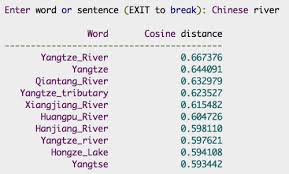 Enter word or sentence (EXIT to break): Chinese river
Word Cosine distance
Yangtze_River 0.667376
Yangtze 0.644091
Qiantang_River 0.632979
Yangtze_tributary 0.623527
Xiangjiang_River 0.615482
Huangpu_River 0.604726
Hanjiang_River 0.598110
Yangtze_river 0.597621
Hongze_Lake 0.594108
Yangtse 0.593442